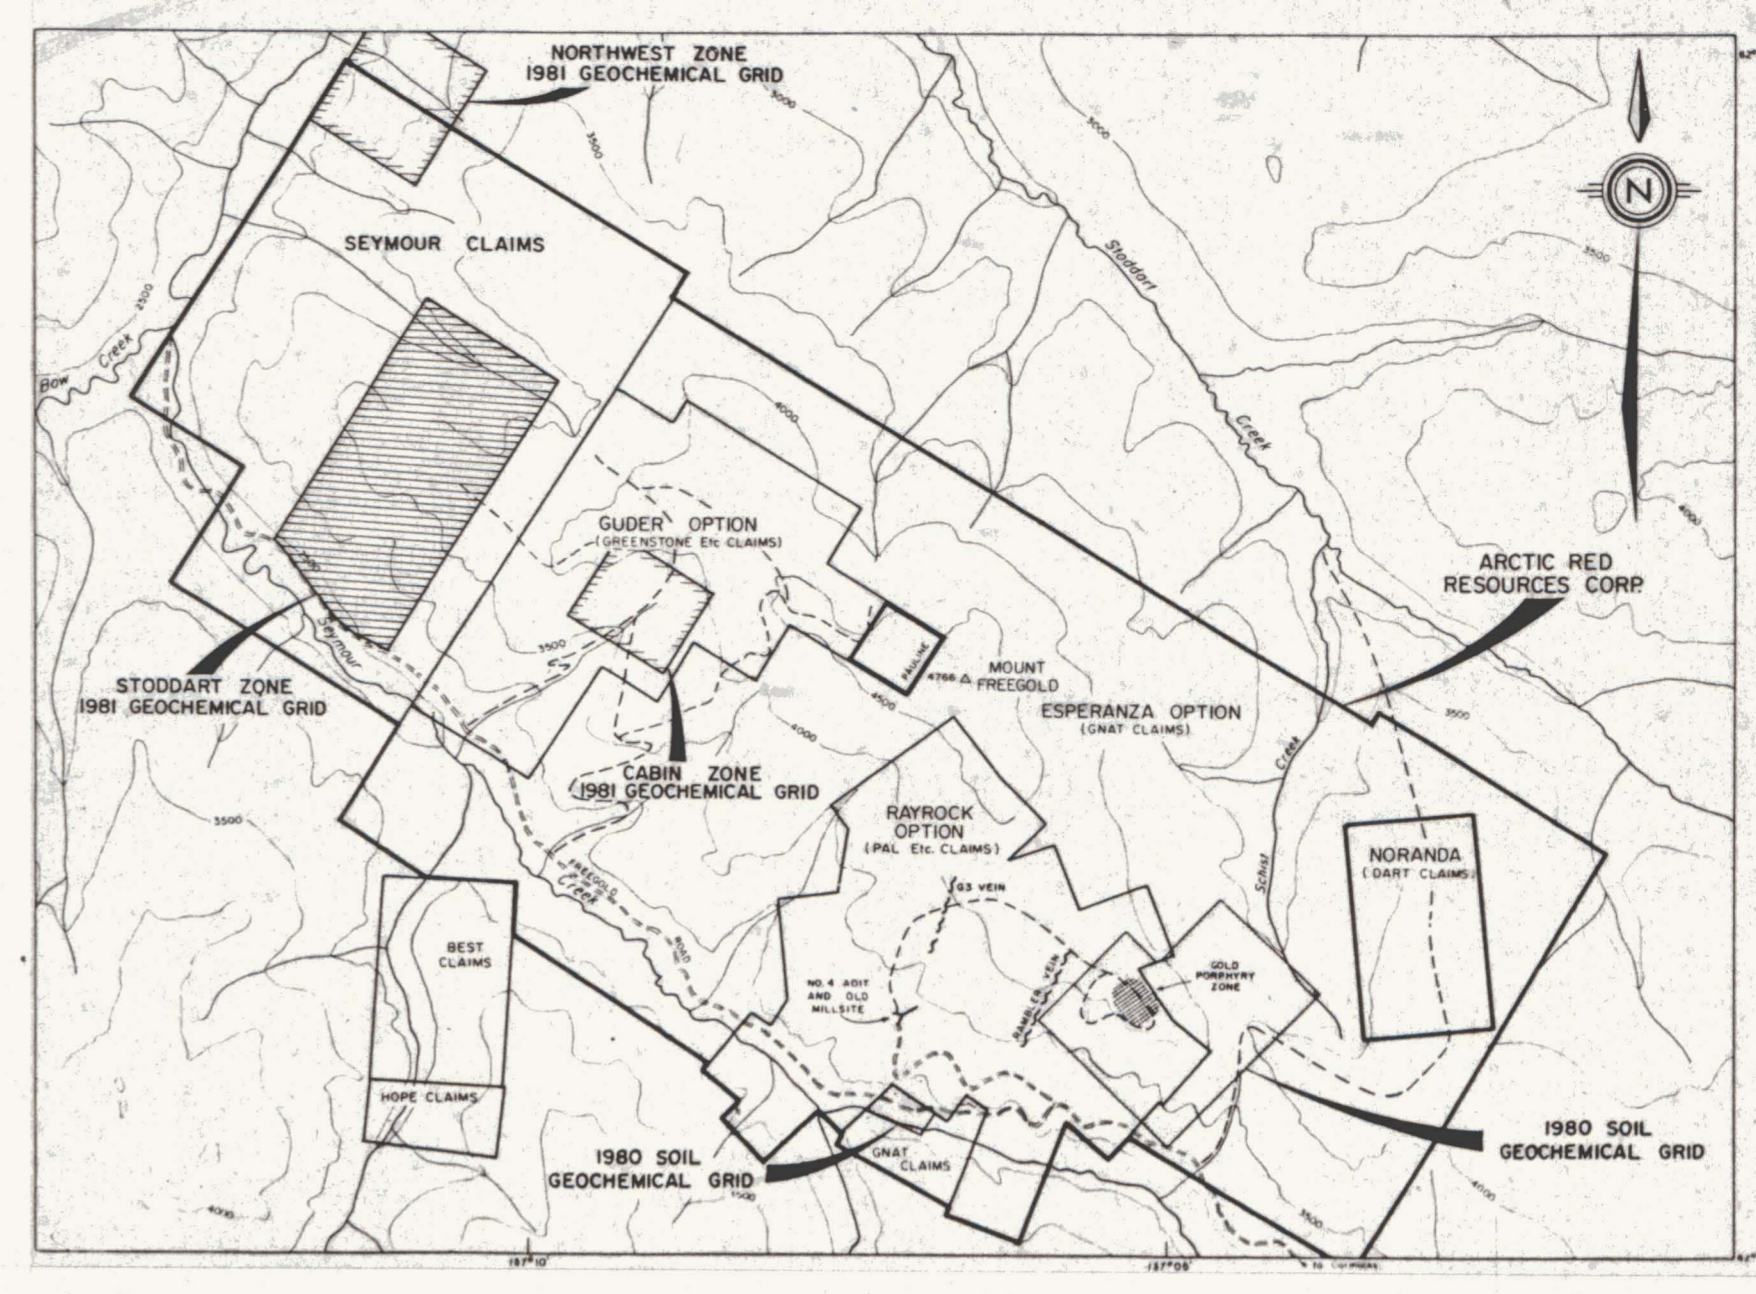 NORTHWEST ZONE
1981 GEOCHEMICAL GRID
3000
3000
3500
62°
N
SEYMOUR CLAIMS
Stoddart
3500
2500
Bow Creek
4000
Creek
GUDER OPTION
(GREENSTONE Etc CLAIMS)
4000
ARCTIC RED
RESOURCES CORP.
Seymour
3500
PAULINE
4766 △ MOUNT
FREEGOLD
STODDART ZONE
1981 GEOCHEMICAL GRID
4500
ESPERANZA OPTION
(GNAT CLAIMS)
3500
4000
Creek
CABIN ZONE
1981 GEOCHEMICAL GRID
3500
RAYROCK
OPTION
(PAL Etc. CLAIMS)
NORANDA
(DART CLAIMS)
FREEGOLD
Creek
Schist
G3 VEIN
ROAD
BEST
CLAIMS
GOLD
PORPHYRY
ZONE
NO. 4 ADIT
AND OLD
MILLSITE
RAMBLER VEIN
HOPE CLAIMS
1980 SOIL
GEOCHEMICAL GRID
GNAT
CLAIMS
1980 SOIL
GEOCHEMICAL GRID
4000
4000
3500
137°10'